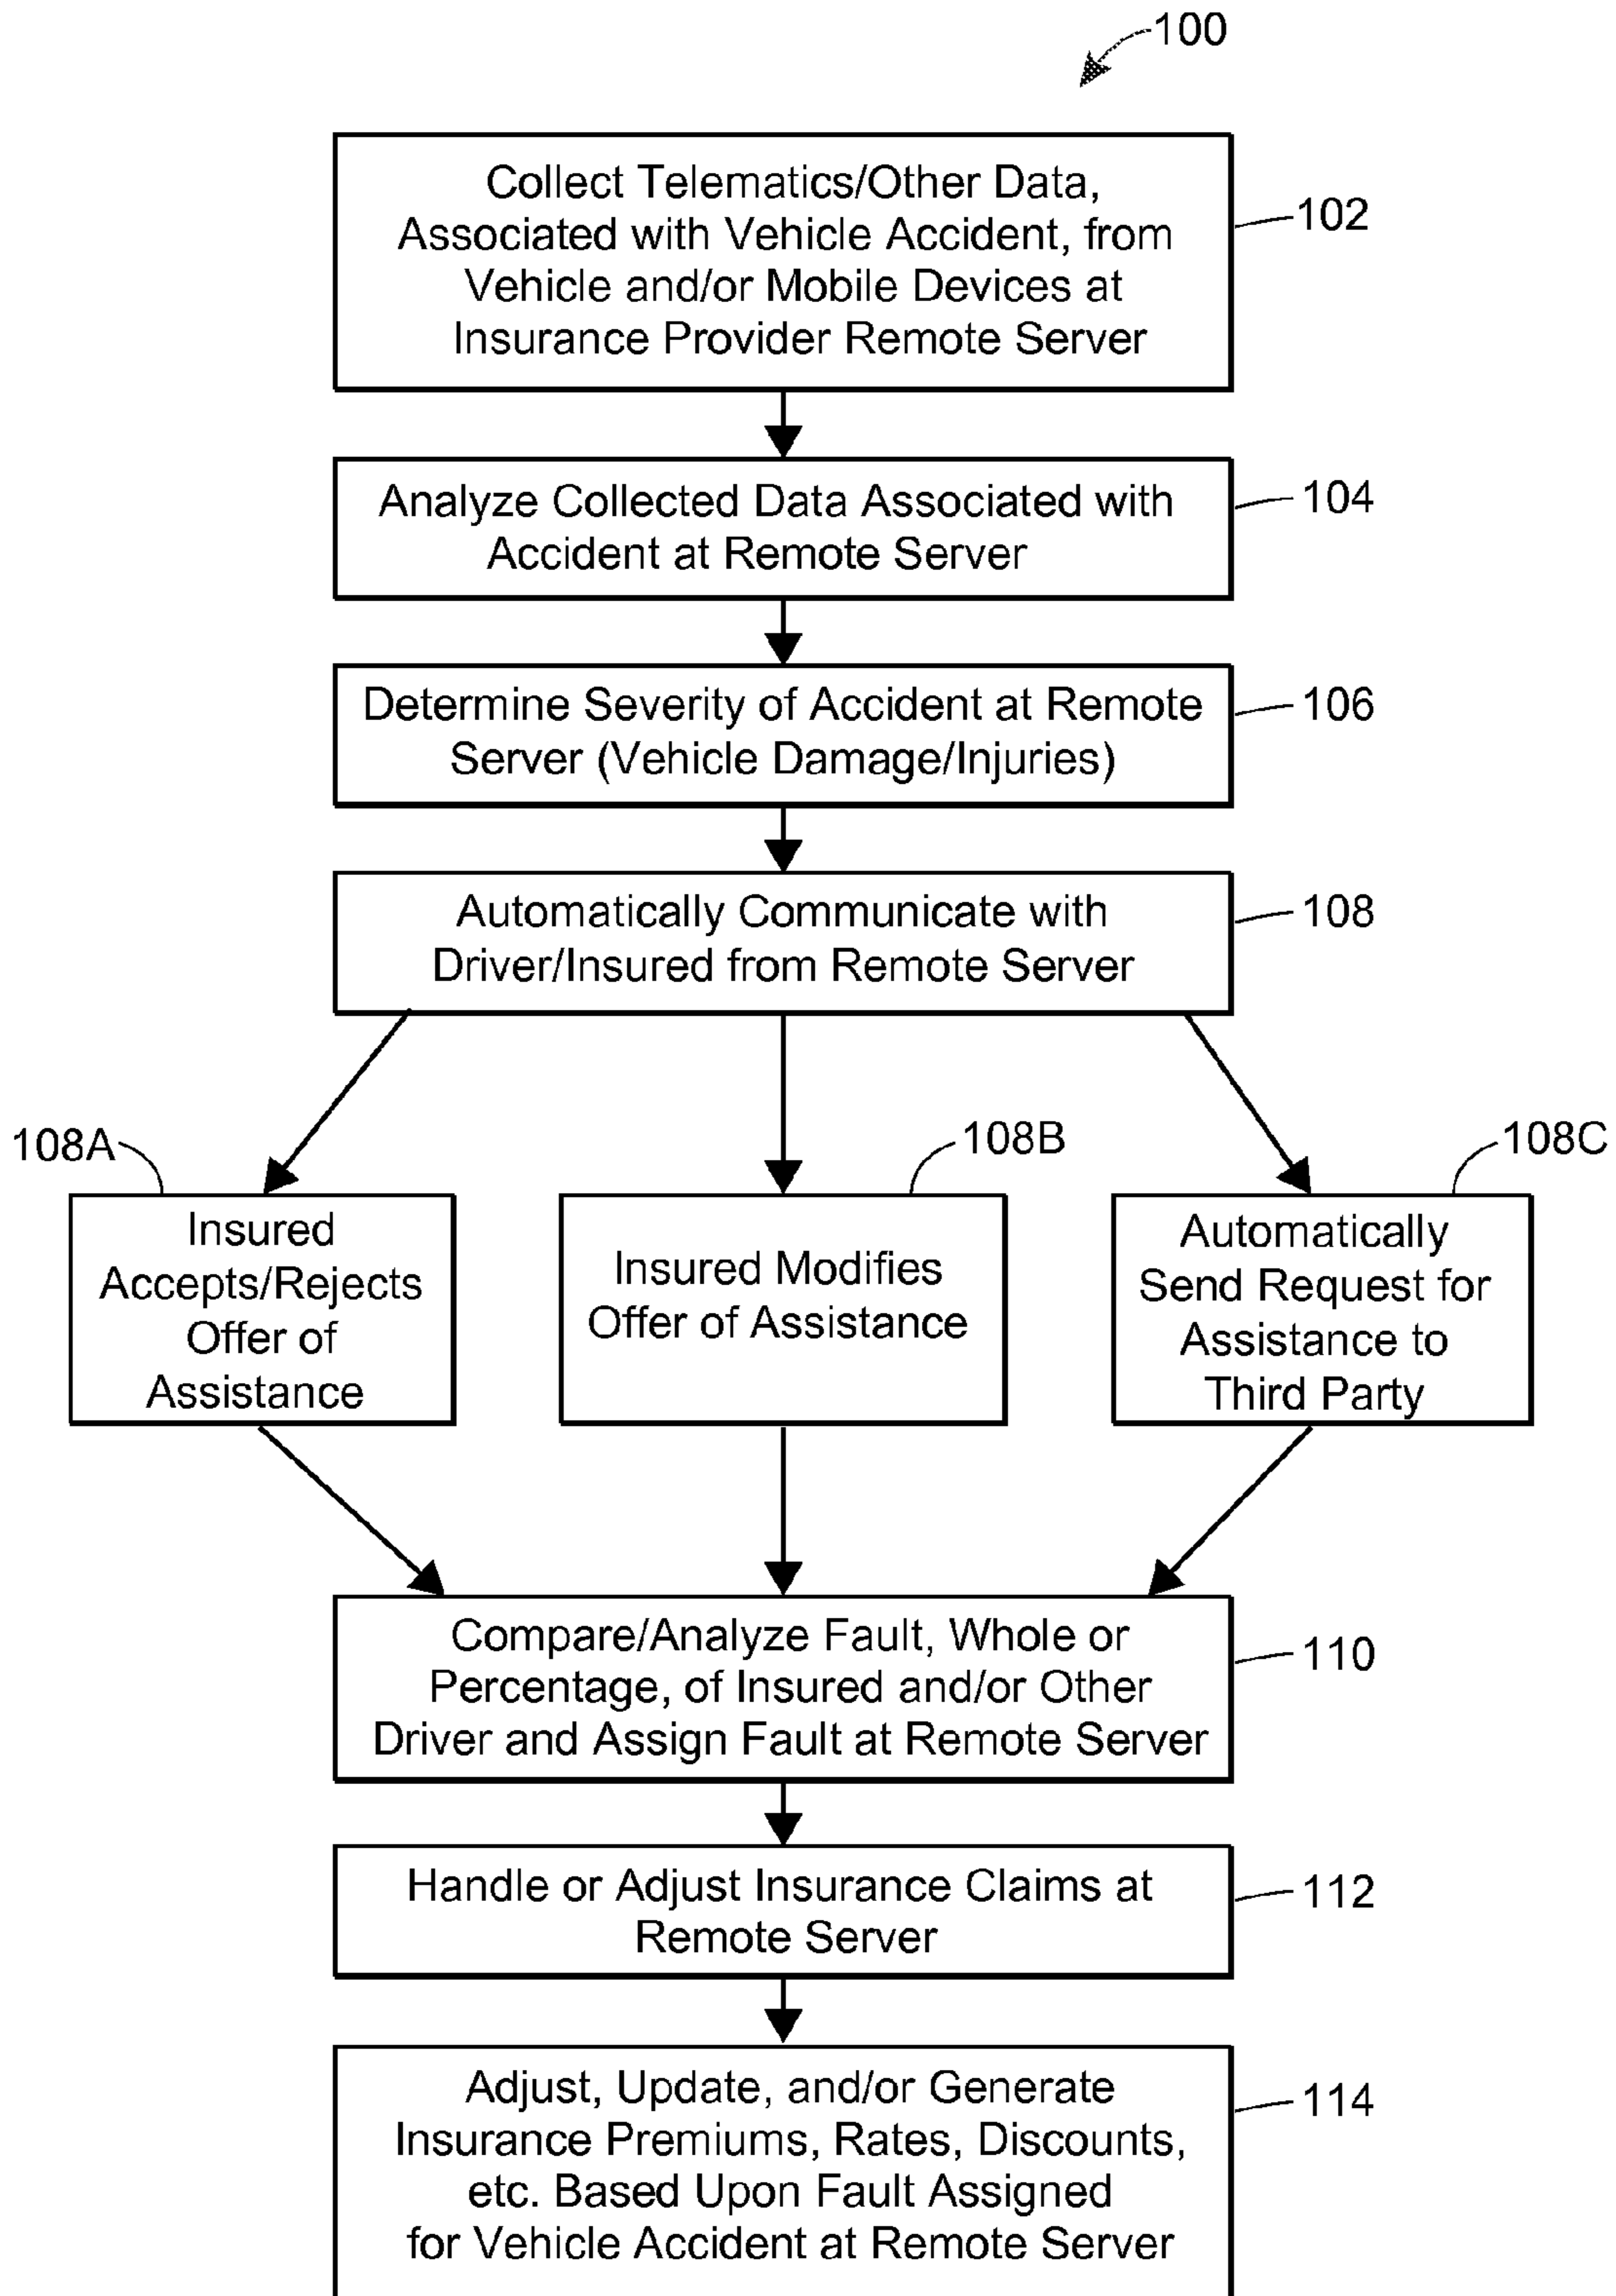 100
Collect Telematics/Other Data,
Associated with Vehicle Accident, from
Vehicle and/or Mobile Devices at
Insurance Provider Remote Server
102
Analyze Collected Data Associated with
Accident at Remote Server
104
Determine Severity of Accident at Remote
Server (Vehicle Damage/Injuries)
106
Automatically Communicate with
Driver/Insured from Remote Server
108
108A
Insured
Accepts/Rejects
Offer of
Assistance
108B
Insured Modifies
Offer of Assistance
108C
Automatically
Send Request for
Assistance to
Third Party
Compare/Analyze Fault, Whole or
Percentage, of Insured and/or Other
Driver and Assign Fault at Remote Server
110
Handle or Adjust Insurance Claims at
Remote Server
112
Adjust, Update, and/or Generate
Insurance Premiums, Rates, Discounts,
etc. Based Upon Fault Assigned
for Vehicle Accident at Remote Server
114